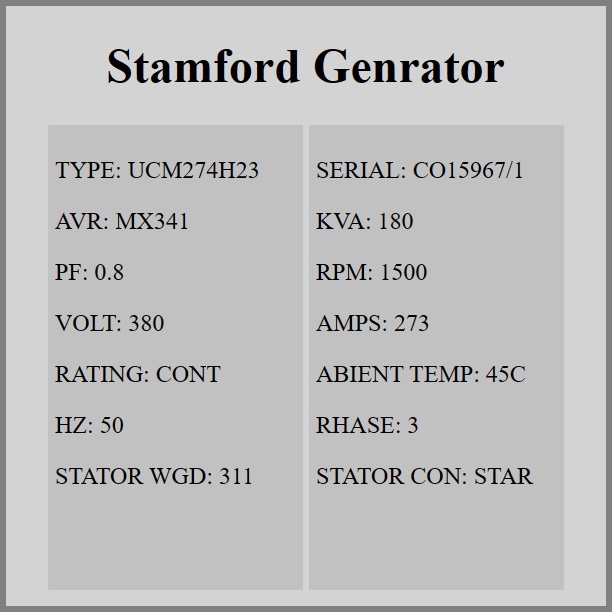 Stamford Genrator
TYPE: UCM274H23
AVR: MX341
PF: 0.8
VOLT: 380
RATING: CONT
HZ: 50
STATOR WGD: 311
SERIAL: CO15967/1
KVA: 180
RPM: 1500
AMPS: 273
ABIENT TEMP: 45C
RHASE: 3
STATOR CON: STAR